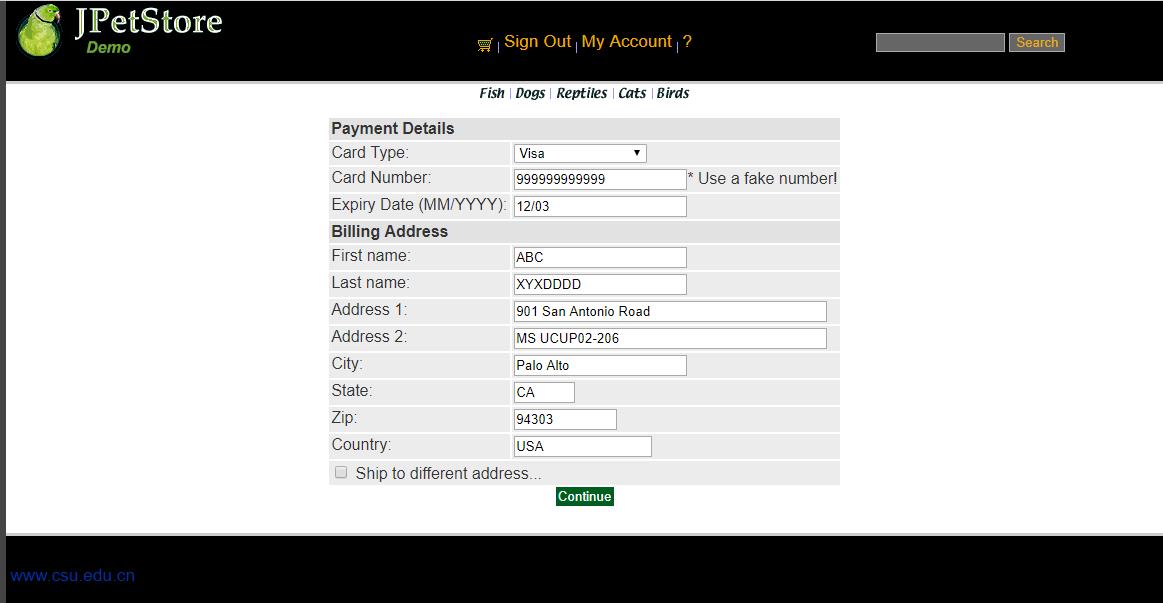 JPetStore
Demo
Sign Out | My Account | ?
Search
Fish | Dogs | Reptiles | Cats | Birds
Payment Details
Card Type: Visa
Card Number: 999999999999 * Use a fake number!
Expiry Date (MM/YYYY): 12/03
Billing Address
First name: ABC
Last name: XYXDDDD
Address 1: 901 San Antonio Road
Address 2: MS UCUP02-206
City: Palo Alto
State: CA
Zip: 94303
Country: USA
Ship to different address...
Continue
www.csu.edu.cn